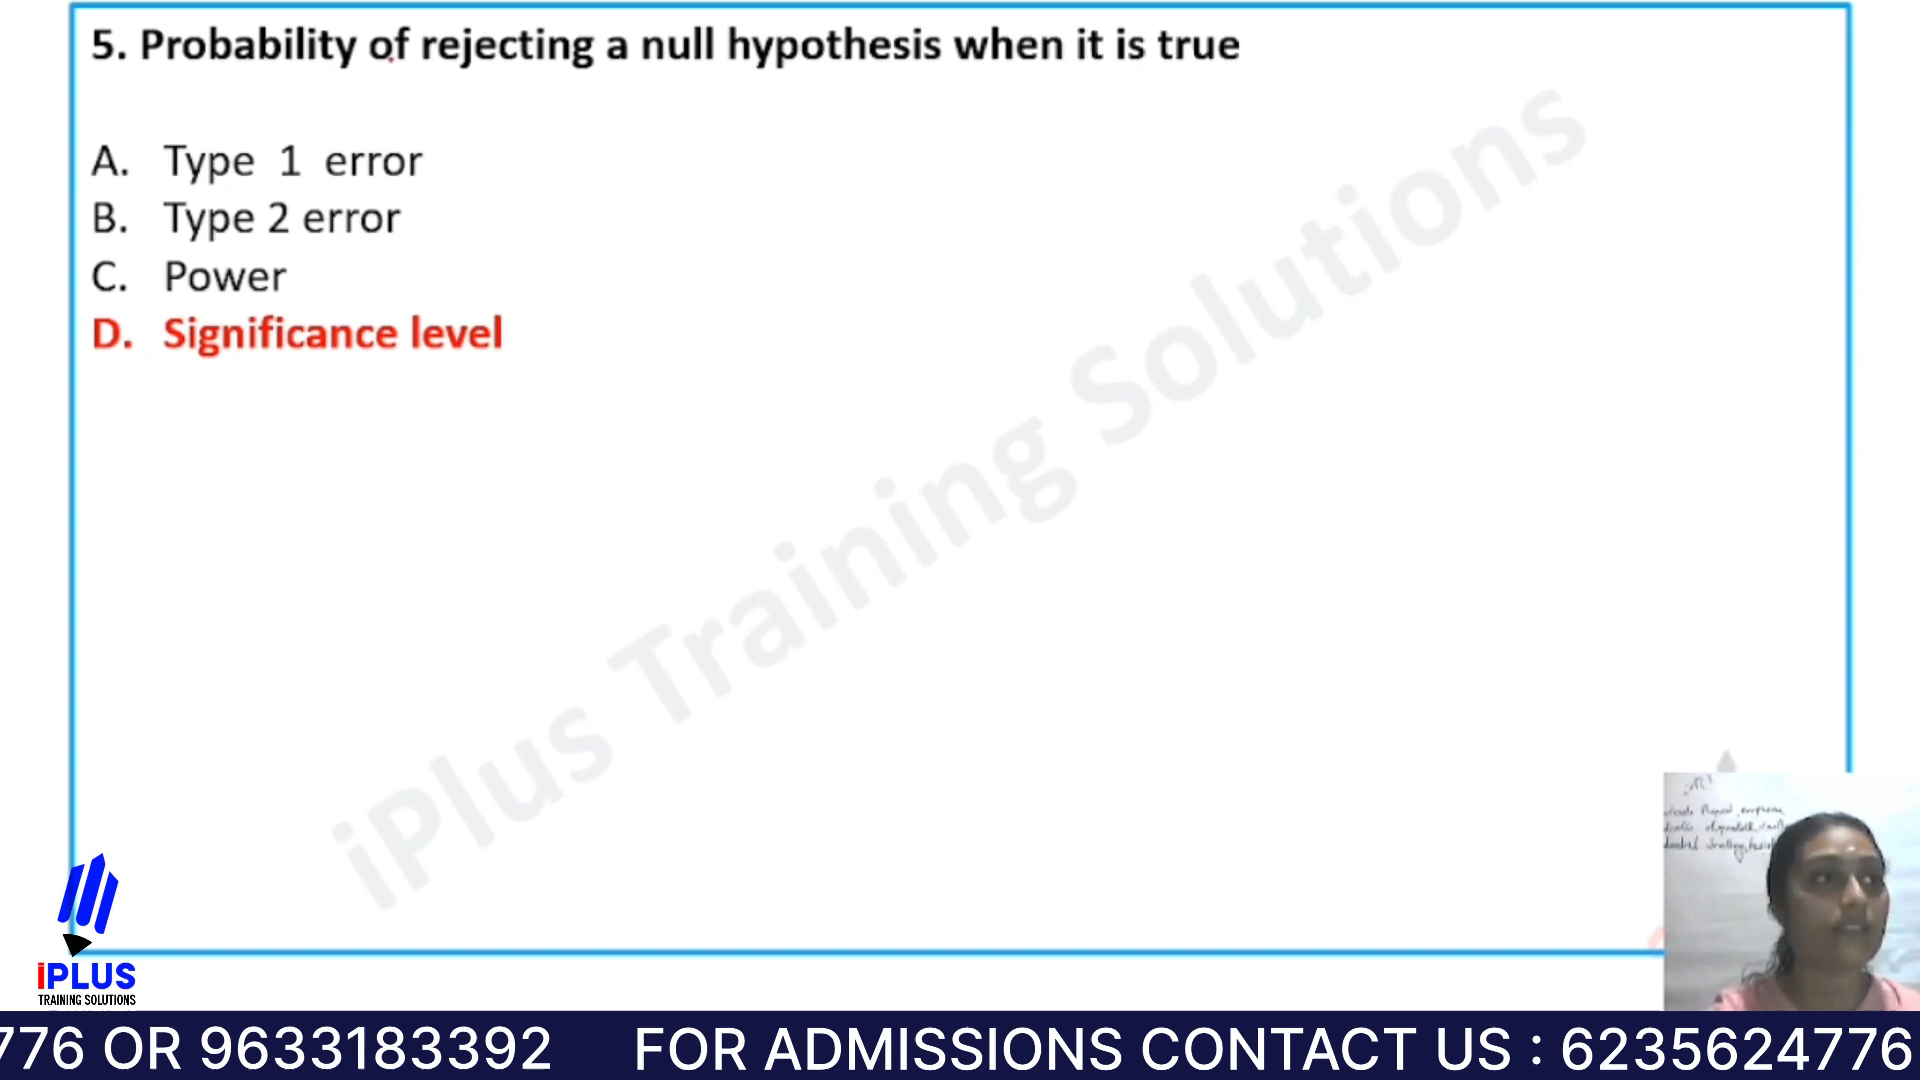 5. Probability of rejecting a null hypothesis when it is true
A. Type 1 error
B. Type 2 error
C. Power
D. Significance level
iPlus Training Solutions
iPLUS
TRAINING SOLUTIONS
776 OR 9633183392 FOR ADMISSIONS CONTACT US : 6235624776